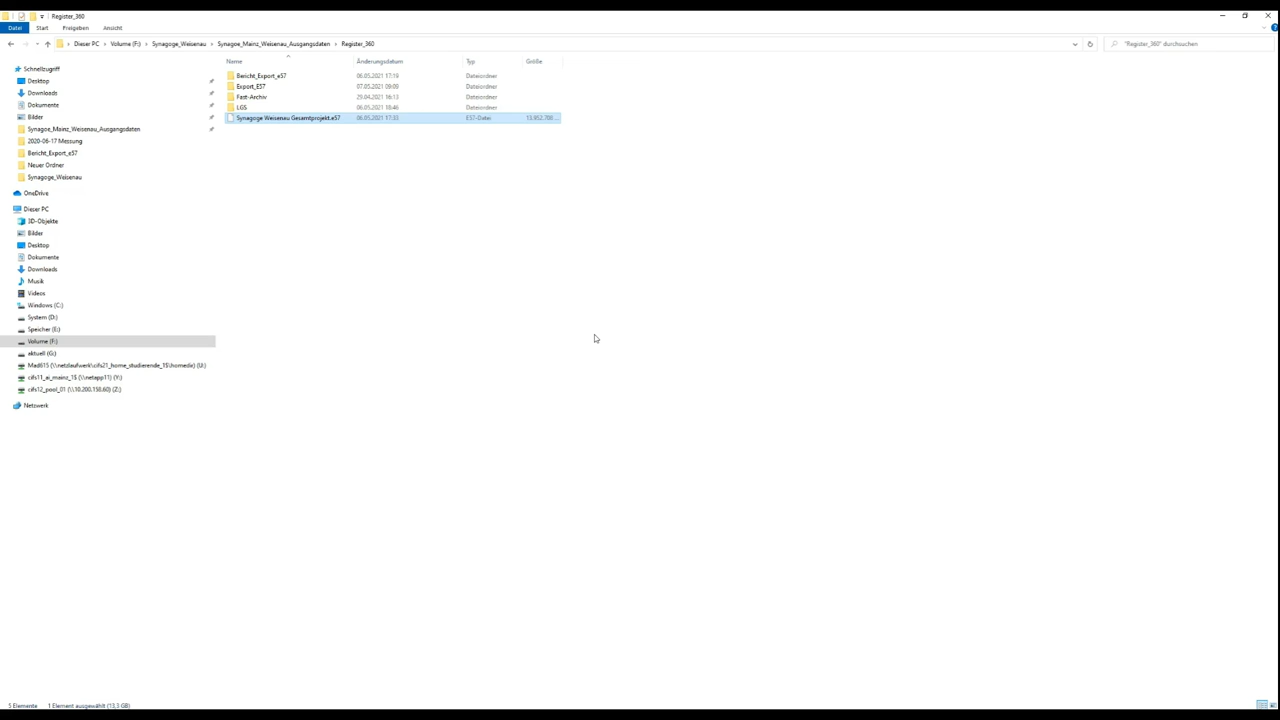 Register_360
Datei Start Freigeben Ansicht
Dieser PC Volume (F:) Synagoge_Weisenau Synagoe_Mainz_Weisenau_Ausgangsdaten Register_360
"Register_360" durchsuchen
Name Änderungsdatum Typ Größe
Bericht_Export_e57 06.05.2021 17:19 Dateiordner
Export_E57 07.05.2021 09:09 Dateiordner
Fast-Archiv 29.04.2021 16:13 Dateiordner
LGS 06.05.2021 18:46 Dateiordner
Synagoge Weisenau Gesamtprojekt.e57 06.05.2021 17:33 E57-Datei
Schnellzugriff
Desktop
Downloads
Dokumente
Bilder
Synagoe_Mainz_Weisenau_Ausgangsdaten
2020-06-17 Messung
Bericht_Export_e57
Neuer Ordner
Synagoge_Weisenau
OneDrive
Dieser PC
3D-Objekte
Bilder
Desktop
Dokumente
Downloads
Musik
Videos
Windows (C:)
System (D:)
Speicher (E:)
Volume (F:)
aktuell (G:)
Netzwerk
5 Elemente 1 Element ausgewählt (13,3 GB)